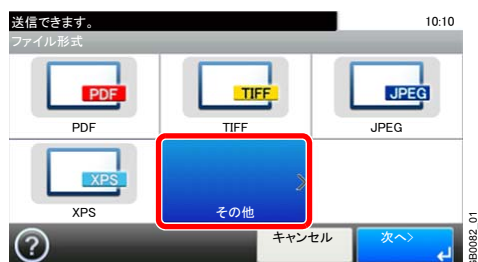 送信できます。 10:10
ファイル形式
PDF TIFF JPEG
PDF TIFF JPEG
XPS
XPS その他
? キャンセル 次へ>
GB0082_01